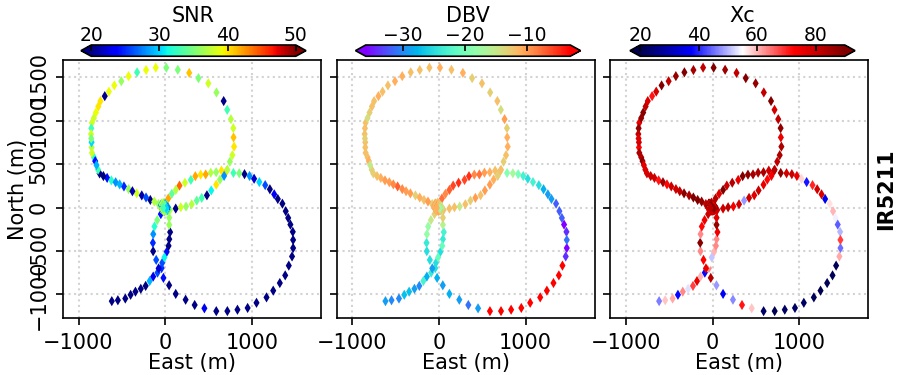 SNR DBV Xc
20 30 40 50 −30 −20 −10 20 40 60 80
North (m)
1500
1000
500
0
−500
−1000
IR5211
−1000 0 1000 −1000 0 1000 −1000 0 1000
East (m) East (m) East (m)